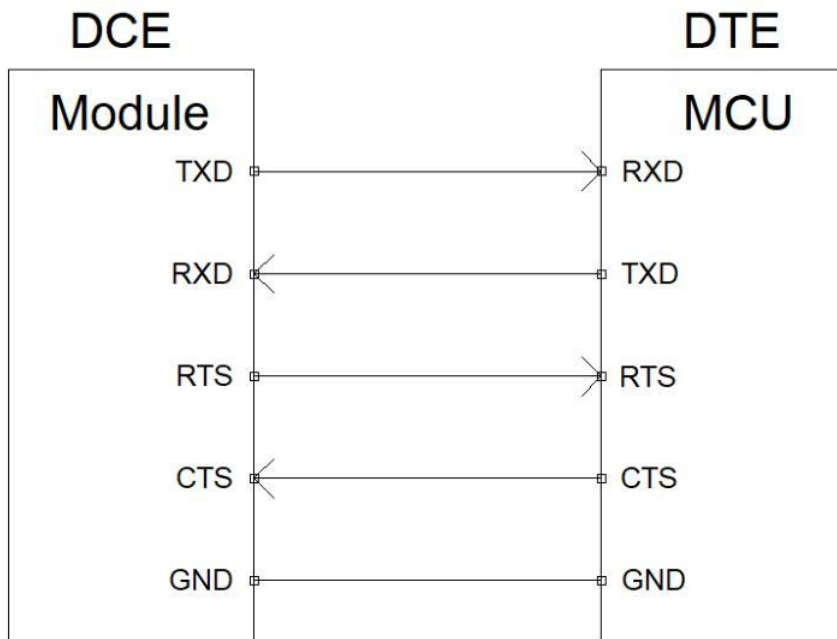 DCE DTE
Module MCU
TXD RXD
RXD TXD
RTS RTS
CTS CTS
GND GND